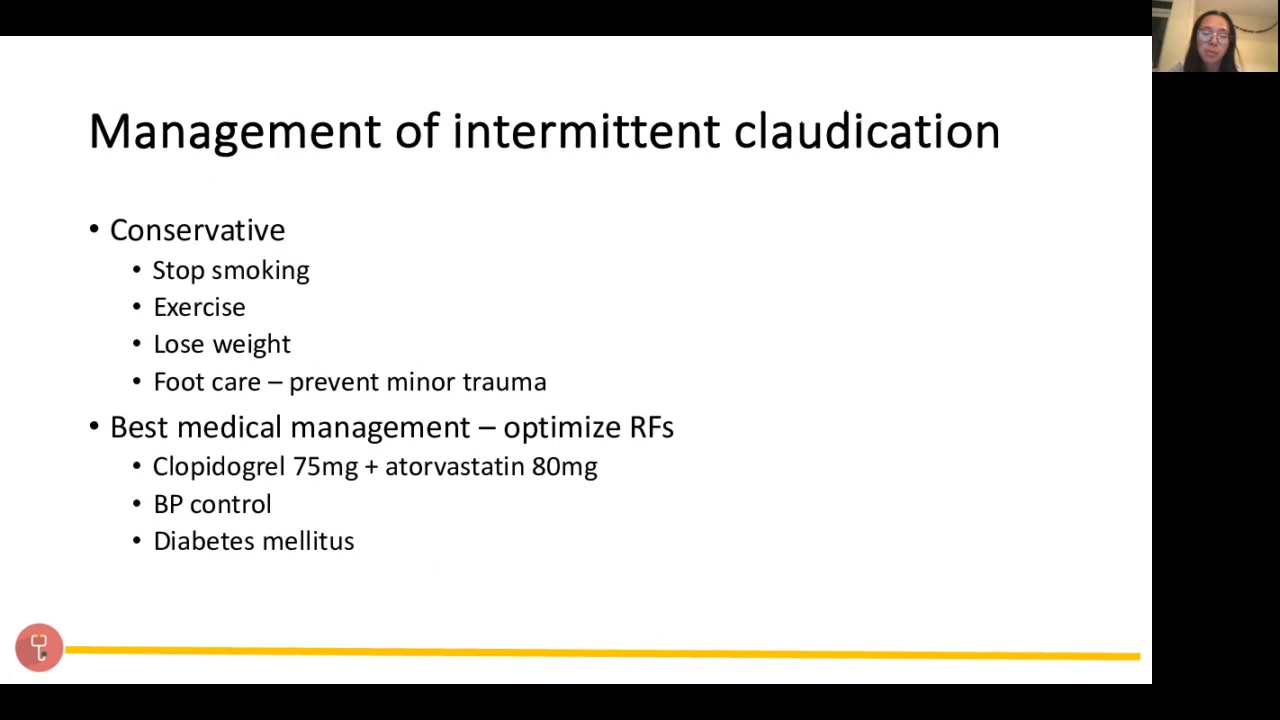 Management of intermittent claudication
• Conservative
• Stop smoking
• Exercise
• Lose weight
• Foot care – prevent minor trauma
• Best medical management – optimize RFs
• Clopidogrel 75mg + atorvastatin 80mg
• BP control
• Diabetes mellitus